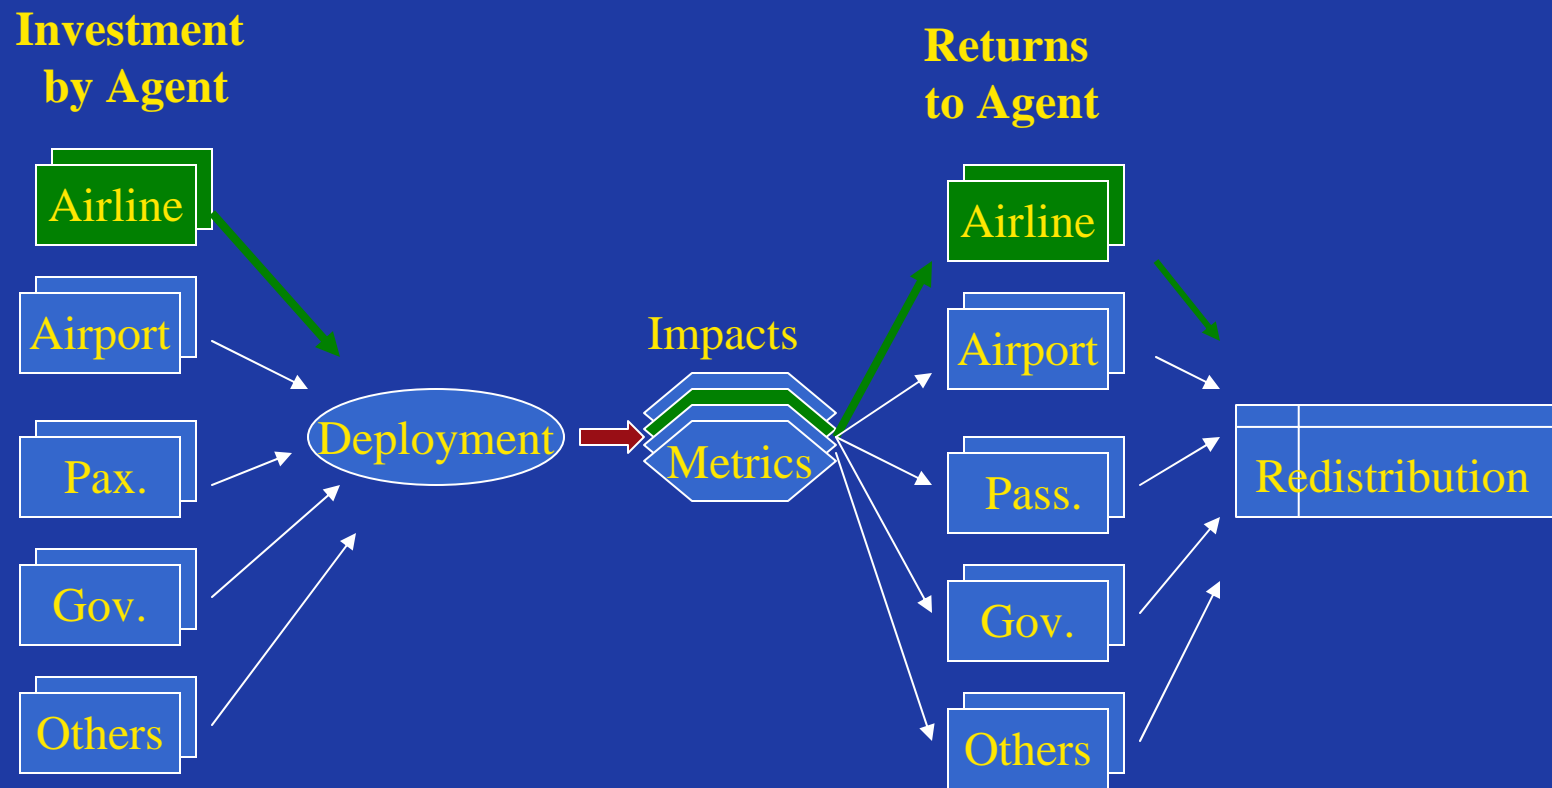 Investment
by Agent
Airline
Airport
Pax.
Gov.
Others
Deployment
Impacts
Metrics
Returns
to Agent
Airline
Airport
Pass.
Gov.
Others
Redistribution